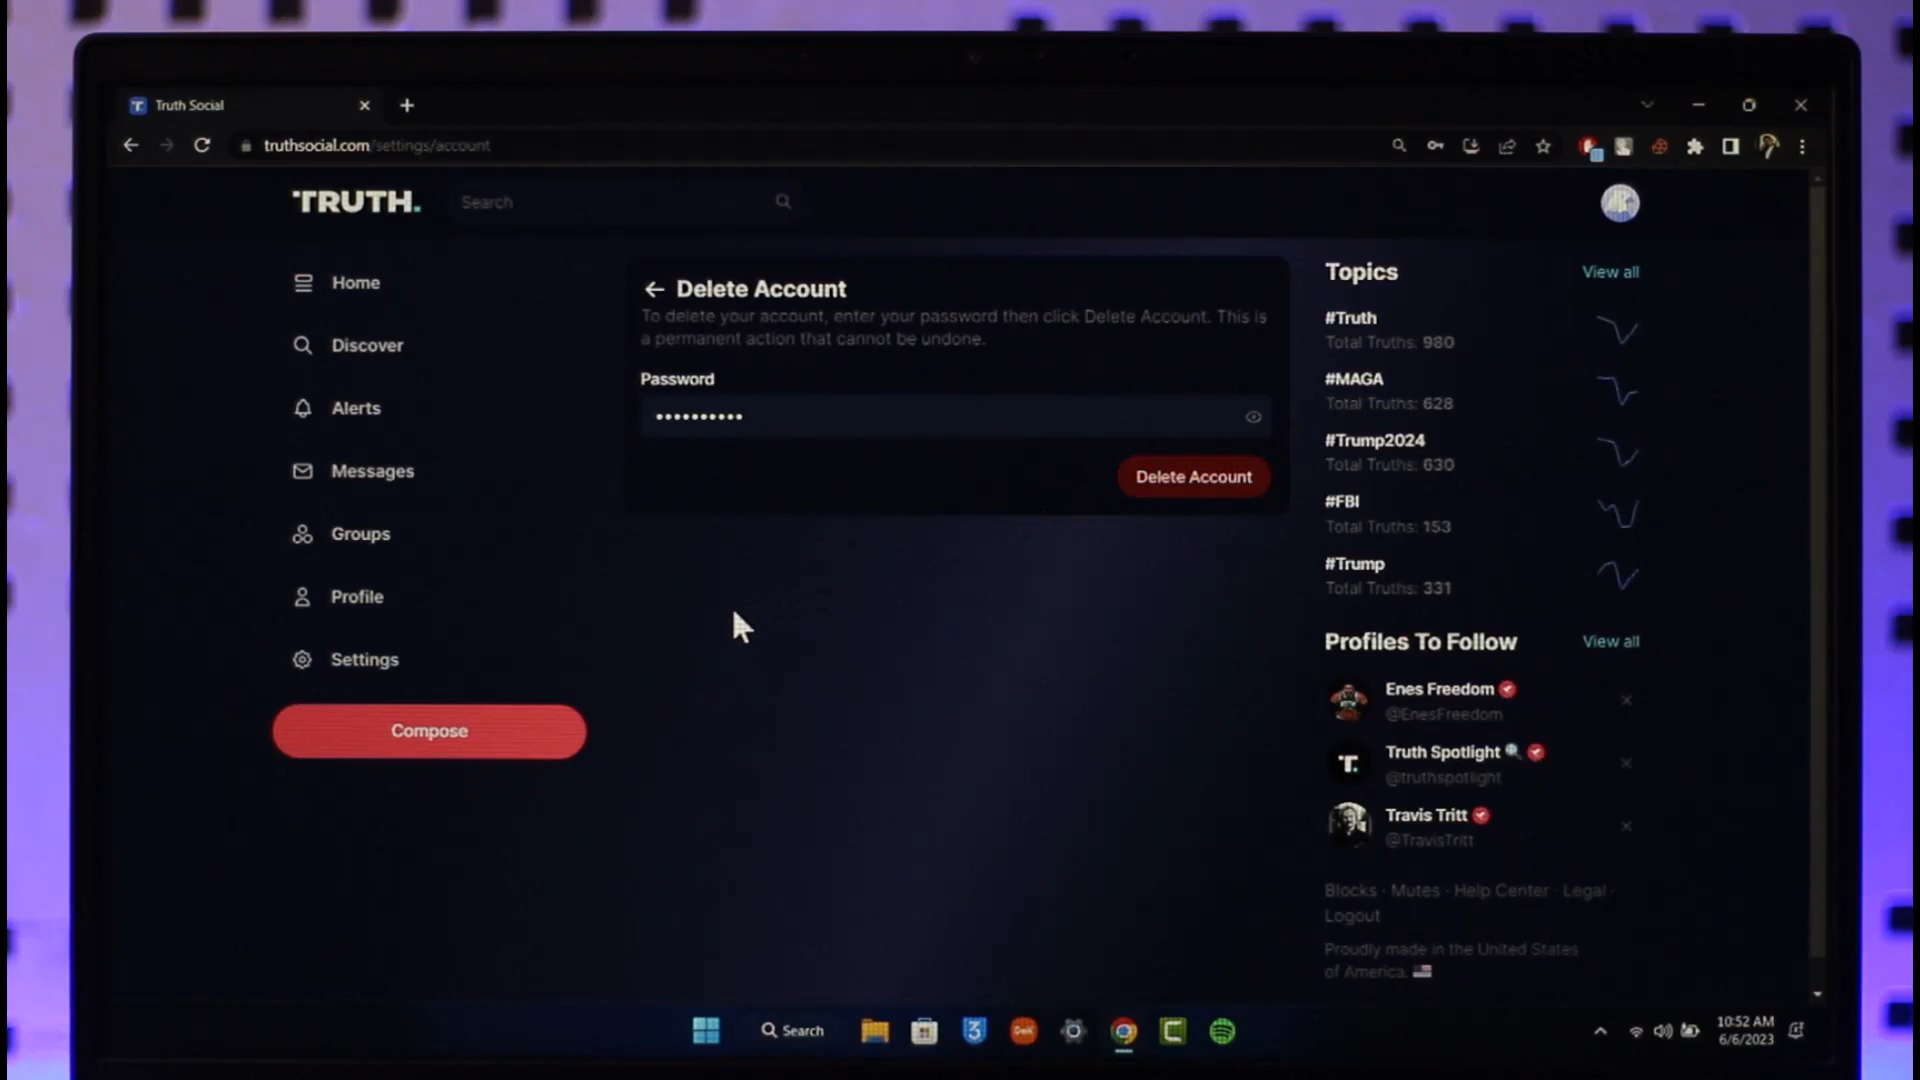 Truth Social
truthsocial.com/settings/account
TRUTH.
Search
Home
Discover
Alerts
Messages
Groups
Profile
Settings
Compose
Delete Account
To delete your account, enter your password then click Delete Account. This is
a permanent action that cannot be undone.
Password
Delete Account
Topics
View all
#Truth
Total Truths: 980
#MAGA
Total Truths: 628
#Trump2024
Total Truths: 630
#FBI
Total Truths: 153
#Trump
Total Truths: 331
Profiles To Follow
View all
Enes Freedom
@EnesFreedom
Truth Spotlight
@truthspotlight
Travis Tritt
@TravisTritt
Blocks · Mutes · Help Center · Legal ·
Logout
Proudly made in the United States
of America.
Search
10:52 AM
6/6/2023